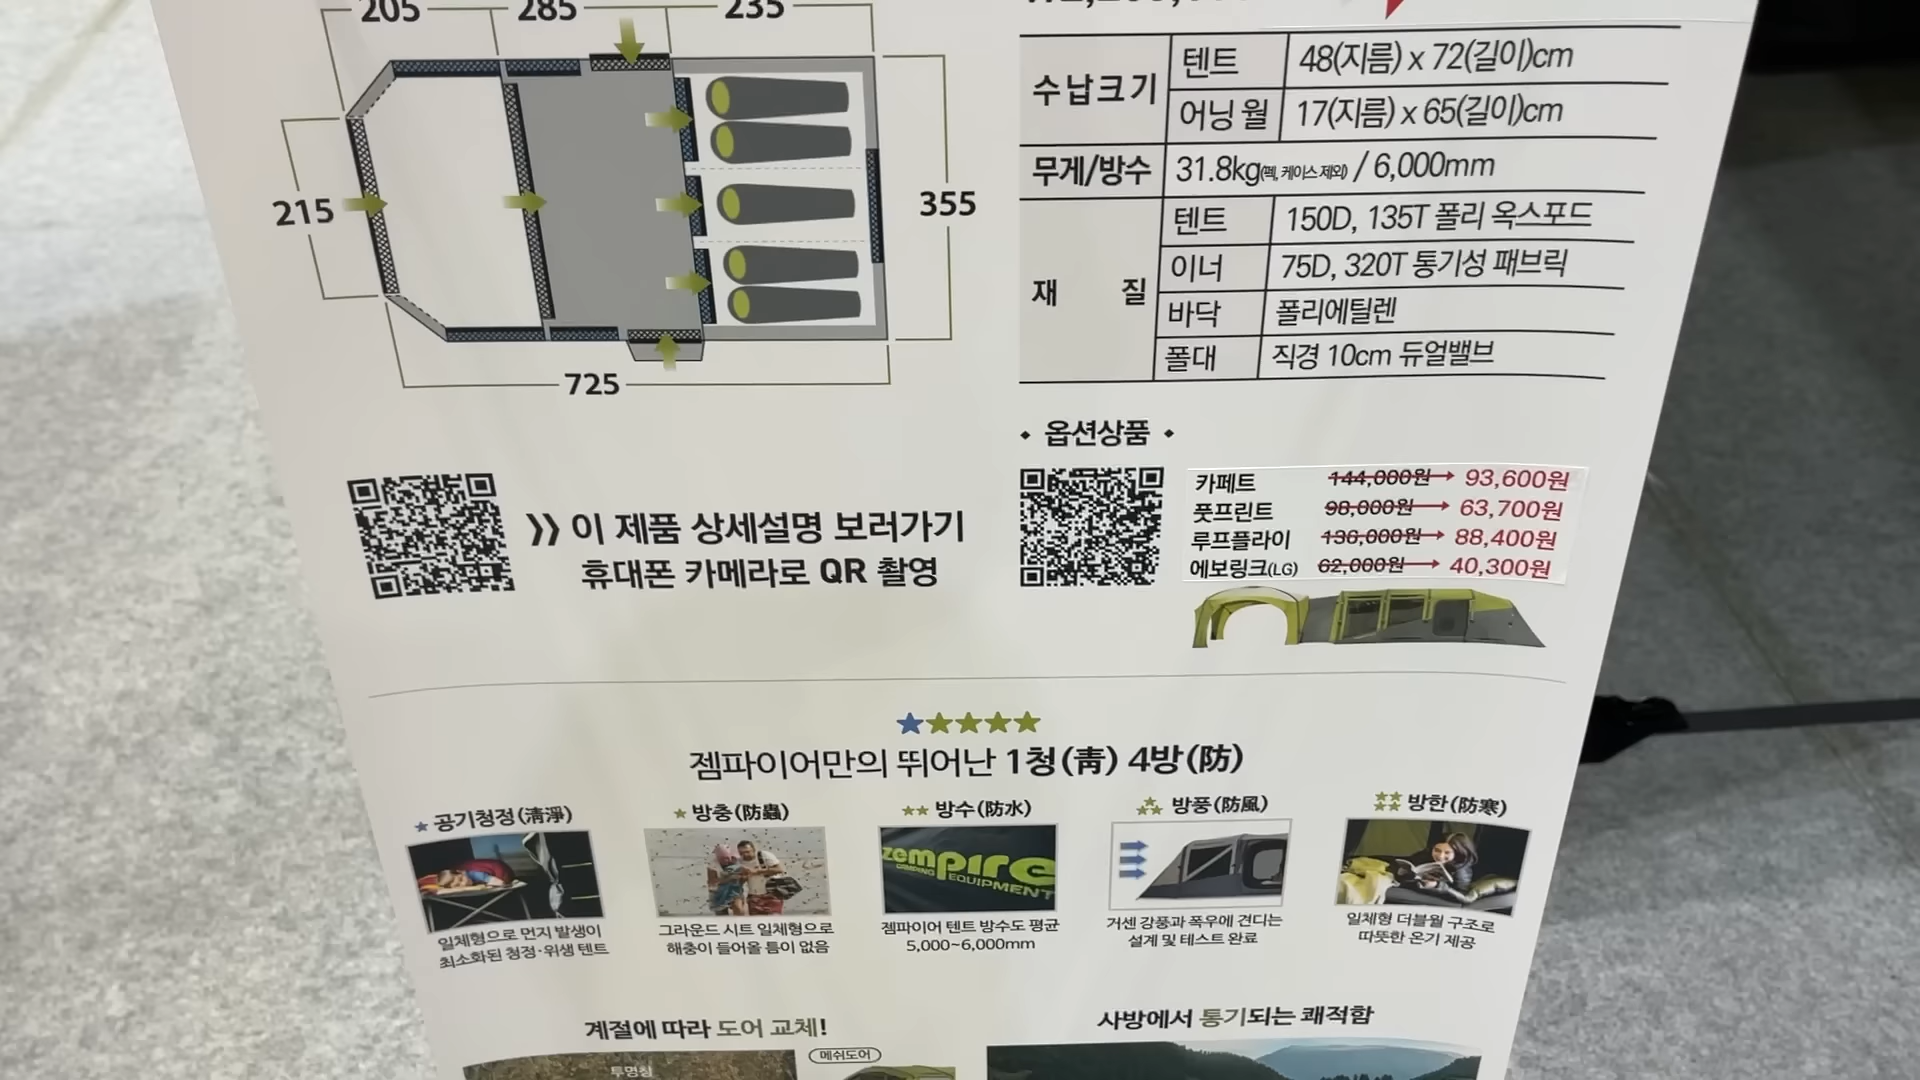 205
285
235
215
355
725
수납크기
텐트
48(지름) x 72(길이)cm
어닝 월
17(지름) x 65(길이)cm
무게/방수
31.8kg(펙, 케이스 제외) / 6,000mm
재 질
텐트
150D, 135T 폴리 옥스포드
이너
75D, 320T 통기성 패브릭
바닥
폴리에틸렌
폴대
직경 10cm 듀얼밸브
》 이 제품 상세설명 보러가기
휴대폰 카메라로 QR 촬영
• 옵션상품 •
카페트 144,000원 → 93,600원
풋프린트 98,000원 → 63,700원
루프플라이 136,000원 → 88,400원
에보링크(LG) 62,000원 → 40,300원
젬파이어만의 뛰어난 1청(靑) 4방(防)
공기청정(淸淨)
일체형으로 먼지 발생이
최소화된 청정·위생 텐트
방충(防蟲)
그라운드 시트 일체형으로
해충이 들어올 틈이 없음
방수(防水)
zempire
CAMPING EQUIPMENT
젬파이어 텐트 방수도 평균
5,000~6,000mm
방풍(防風)
거센 강풍과 폭우에 견디는
설계 및 테스트 완료
방한(防寒)
일체형 더블월 구조로
따뜻한 온기 제공
계절에 따라 도어 교체!
메쉬도어
투명창
사방에서 통기되는 쾌적함